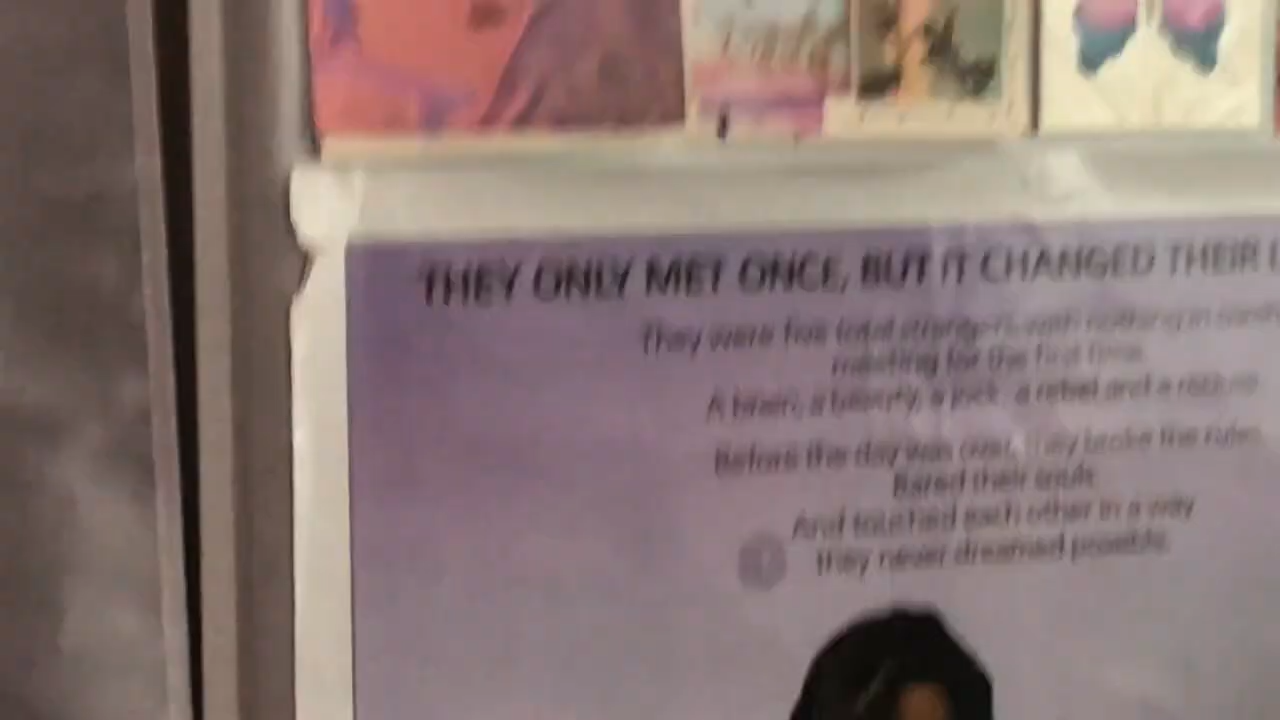 THEY ONLY MET ONCE, BUT IT CHANGED THEIR
They were five total strangers, with nothing in
meeting for the first time.
A brain, a beauty, a jock, a rebel and a recluse.
Before the day was over, they broke the rules.
Bared their souls.
And touched each other in a way
they never dreamed possible.